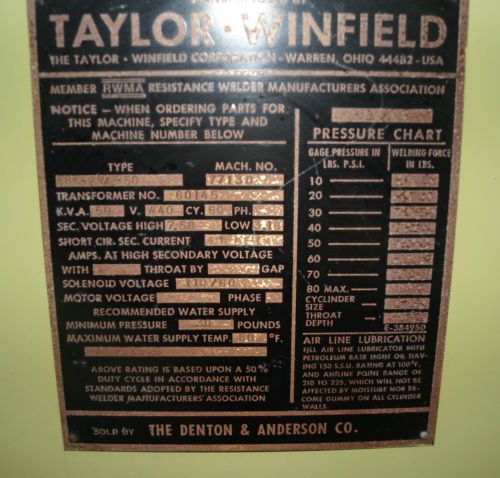 MANUFACTURED BY
TAYLOR · WINFIELD
THE TAYLOR · WINFIELD CORPORATION - WARREN, OHIO 44482 - USA
MEMBER RWMA RESISTANCE WELDER MANUFACTURERS ASSOCIATION
NOTICE - WHEN ORDERING PARTS FOR
THIS MACHINE, SPECIFY TYPE AND
MACHINE NUMBER BELOW
TYPE MACH. NO.
TRANSFORMER NO. 60145
K.V.A. 50 V. 440 CY. 60 PH.
SEC. VOLTAGE HIGH LOW
SHORT CIR. SEC. CURRENT
AMPS. AT HIGH SECONDARY VOLTAGE
WITH THROAT BY GAP
SOLENOID VOLTAGE 110/60
MOTOR VOLTAGE PHASE
RECOMMENDED WATER SUPPLY
MINIMUM PRESSURE POUNDS
MAXIMUM WATER SUPPLY TEMP. °F.
ABOVE RATING IS BASED UPON A 50%
DUTY CYCLE IN ACCORDANCE WITH
STANDARDS ADOPTED BY THE RESISTANCE
WELDER MANUFACTURERS' ASSOCIATION
PRESSURE CHART
GAGE PRESSURE IN WELDING FORCE
LBS. P.S.I. IN LBS.
10
20
30
40
50
60
70
80 MAX.
CYCLINDER
SIZE
THROAT
DEPTH
E-384950
AIR LINE LUBRICATION
FILL AIR LINE LUBRICATOR WITH
PETROLEUM BASE LIGHT OIL HAV-
ING 150 S.S.U. RATING AT 100°F.
AND ANTLINE POINT RANGE OF
210 TO 225, WHICH WILL NOT BE
AFFECTED BY MOISTURE NOR BE-
COME GUMMY ON ALL CYLINDER
WALLS.
SOLD BY THE DENTON & ANDERSON CO.